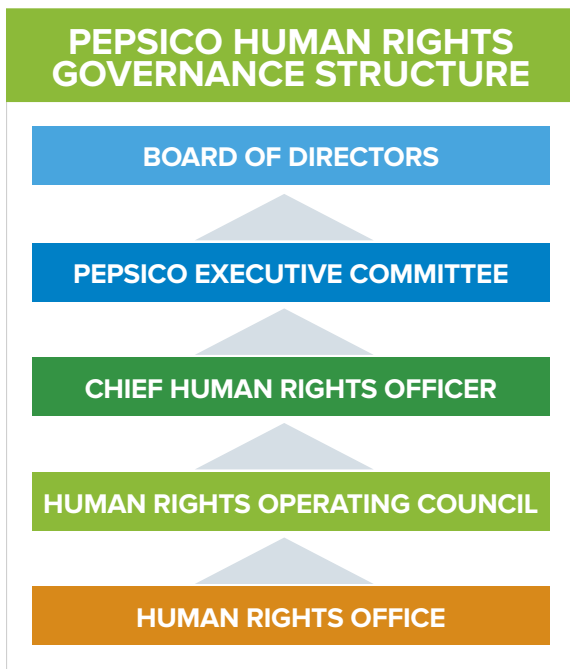 PEPSICO HUMAN RIGHTS
GOVERNANCE STRUCTURE
BOARD OF DIRECTORS
PEPSICO EXECUTIVE COMMITTEE
CHIEF HUMAN RIGHTS OFFICER
HUMAN RIGHTS OPERATING COUNCIL
HUMAN RIGHTS OFFICE